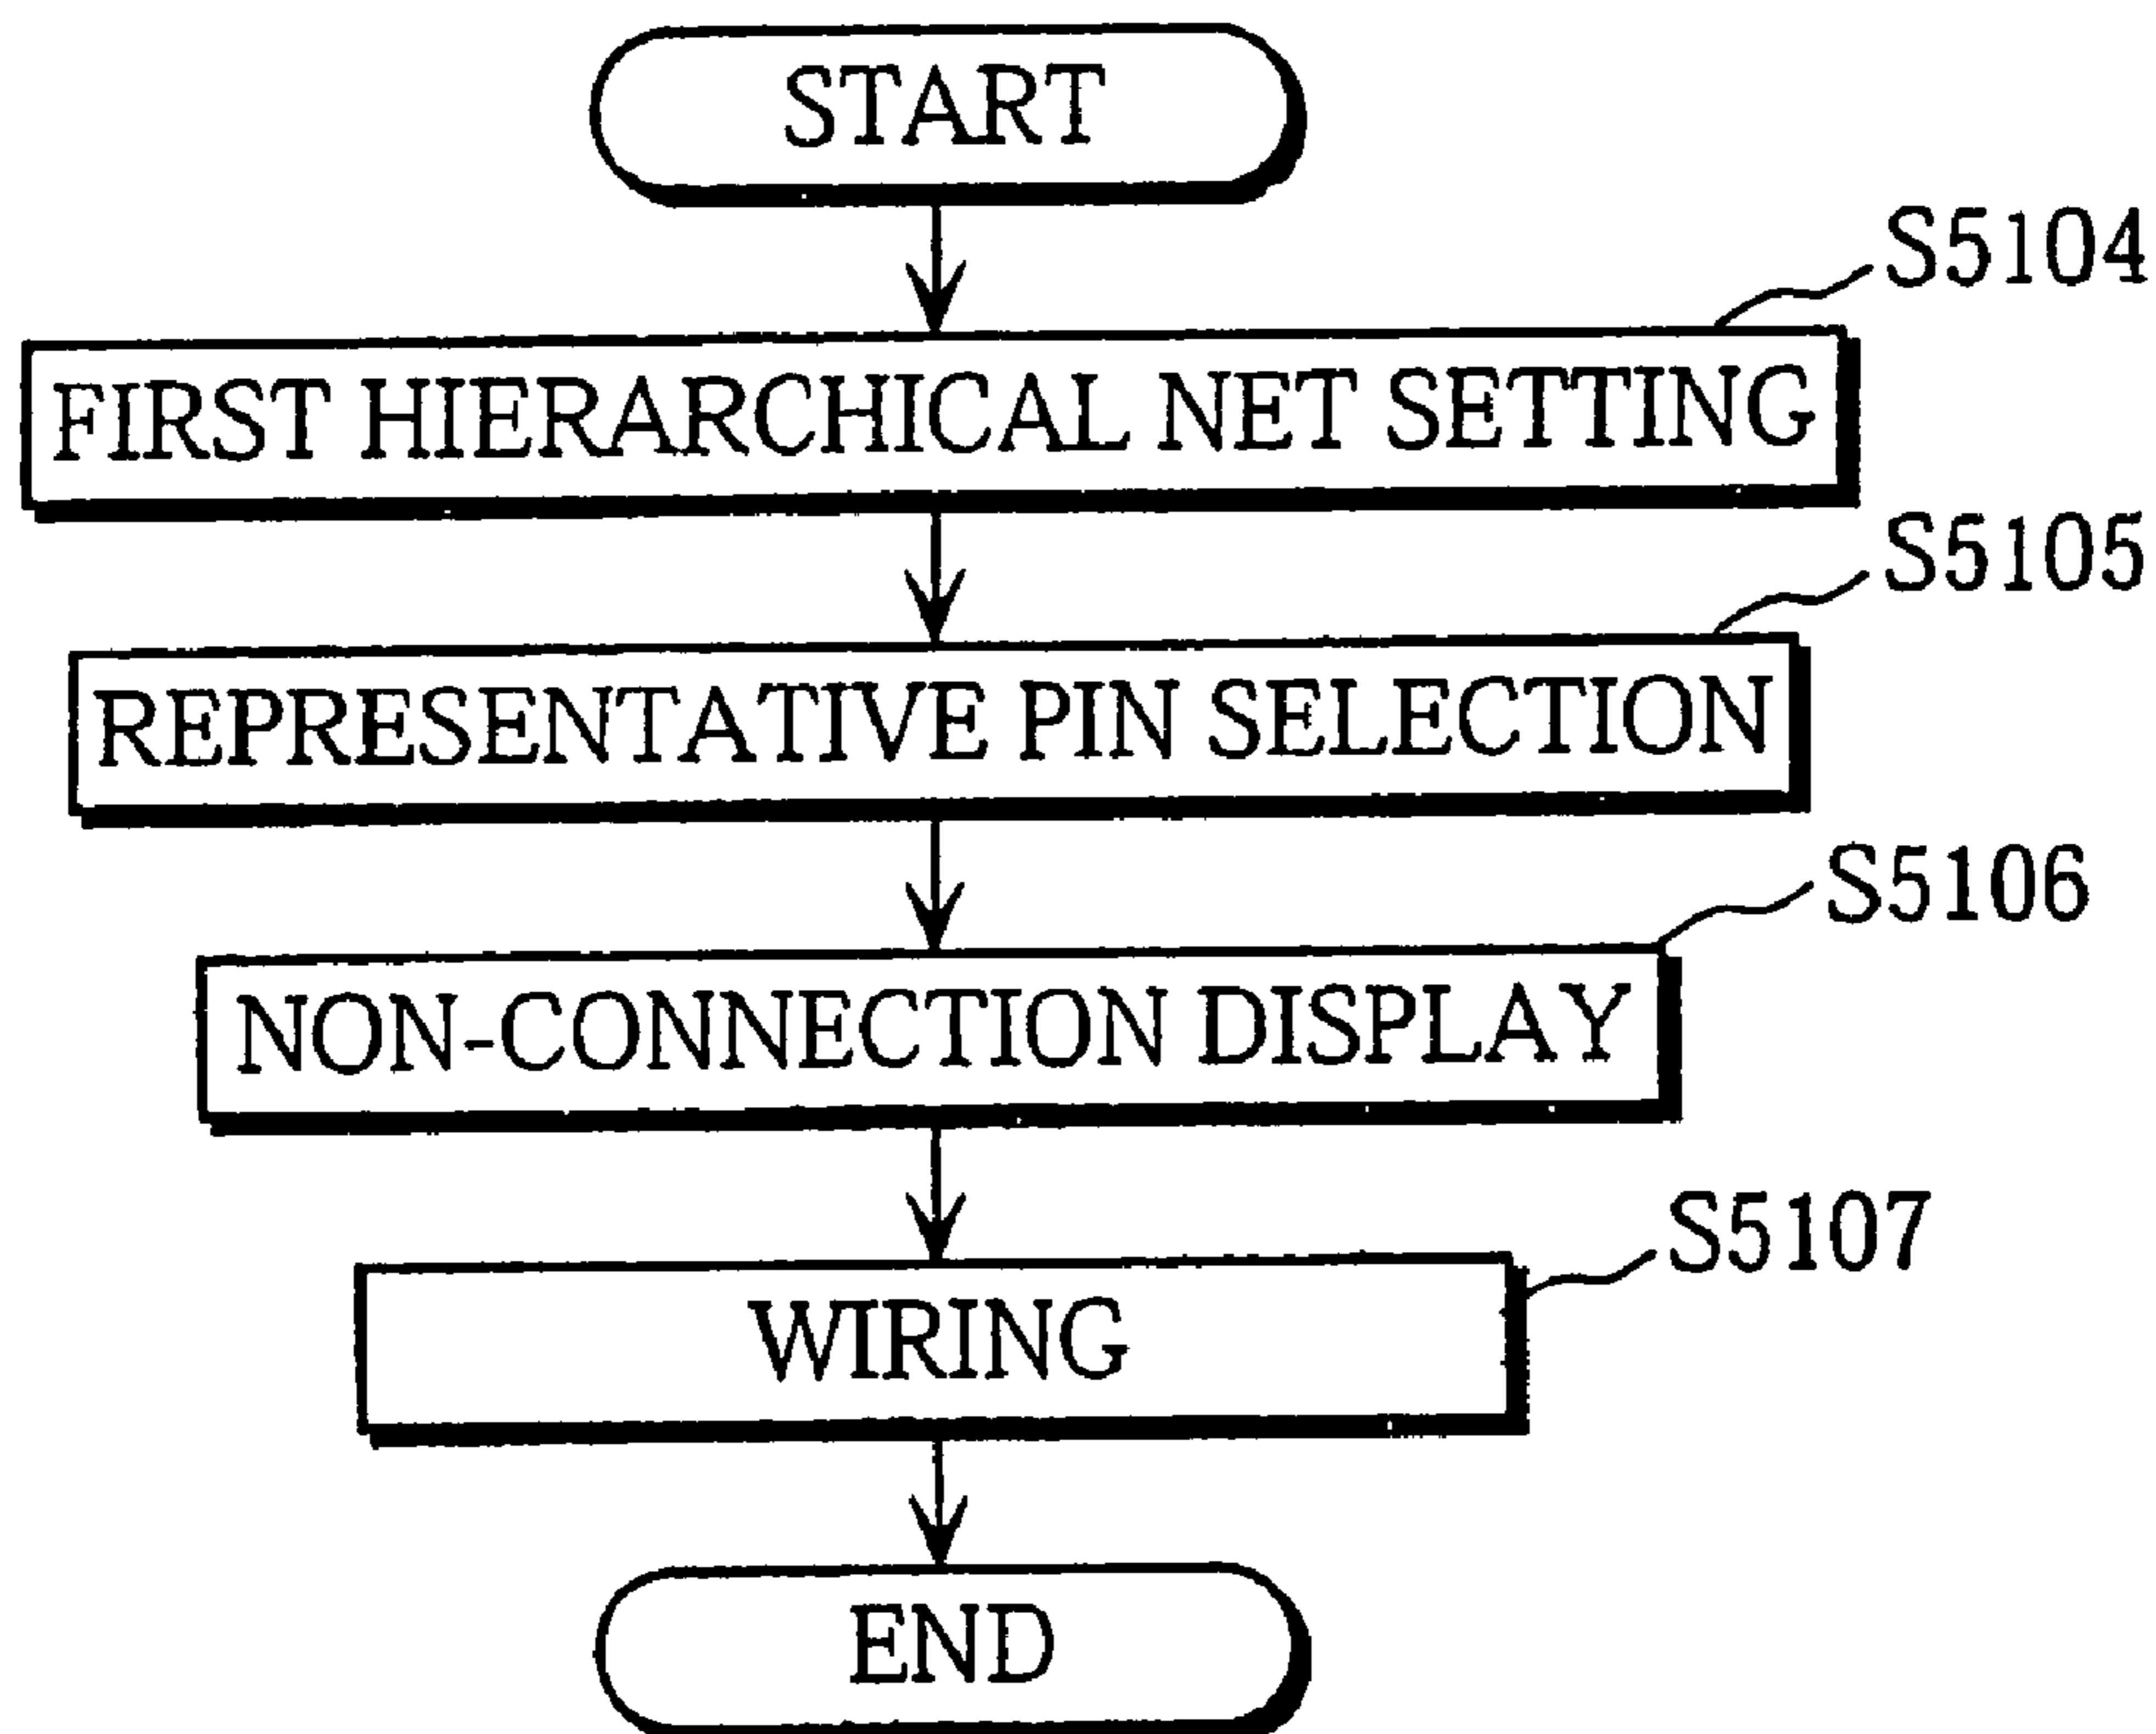 START
S5104
FIRST HIERARCHICAL NET SETTING
S5105
REPRESENTATIVE PIN SELECTION
S5106
NON-CONNECTION DISPLAY
S5107
WIRING
END